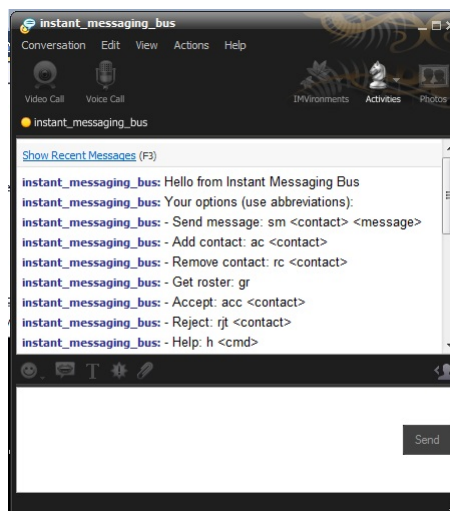 instant_messaging_bus
Conversation Edit View Actions Help
Video Call Voice Call IMVironments Activities Photos
instant_messaging_bus
Show Recent Messages (F3)
instant_messaging_bus: Hello from Instant Messaging Bus
instant_messaging_bus: Your options (use abbreviations):
instant_messaging_bus: - Send message: sm <contact> <message>
instant_messaging_bus: - Add contact: ac <contact>
instant_messaging_bus: - Remove contact: rc <contact>
instant_messaging_bus: - Get roster: gr
instant_messaging_bus: - Accept: acc <contact>
instant_messaging_bus: - Reject: rjt <contact>
instant_messaging_bus: - Help: h <cmd>
T
Send